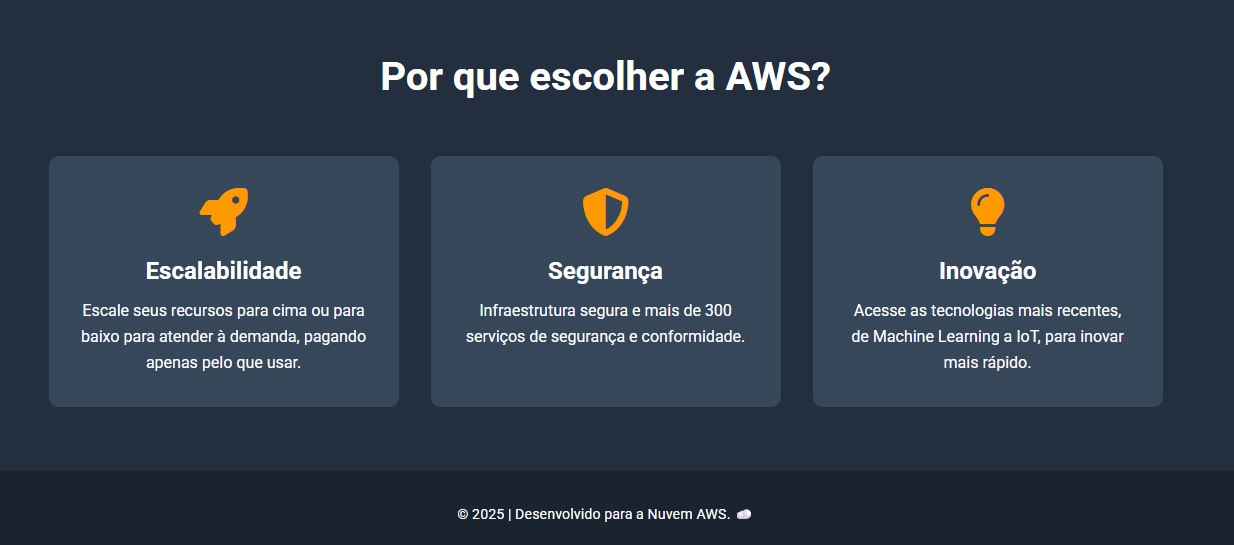 Por que escolher a AWS?
Escalabilidade
Escale seus recursos para cima ou para
baixo para atender à demanda, pagando
apenas pelo que usar.
Segurança
Infraestrutura segura e mais de 300
serviços de segurança e conformidade.
Inovação
Acesse as tecnologias mais recentes,
de Machine Learning a IoT, para inovar
mais rápido.
© 2025 | Desenvolvido para a Nuvem AWS. ☁️